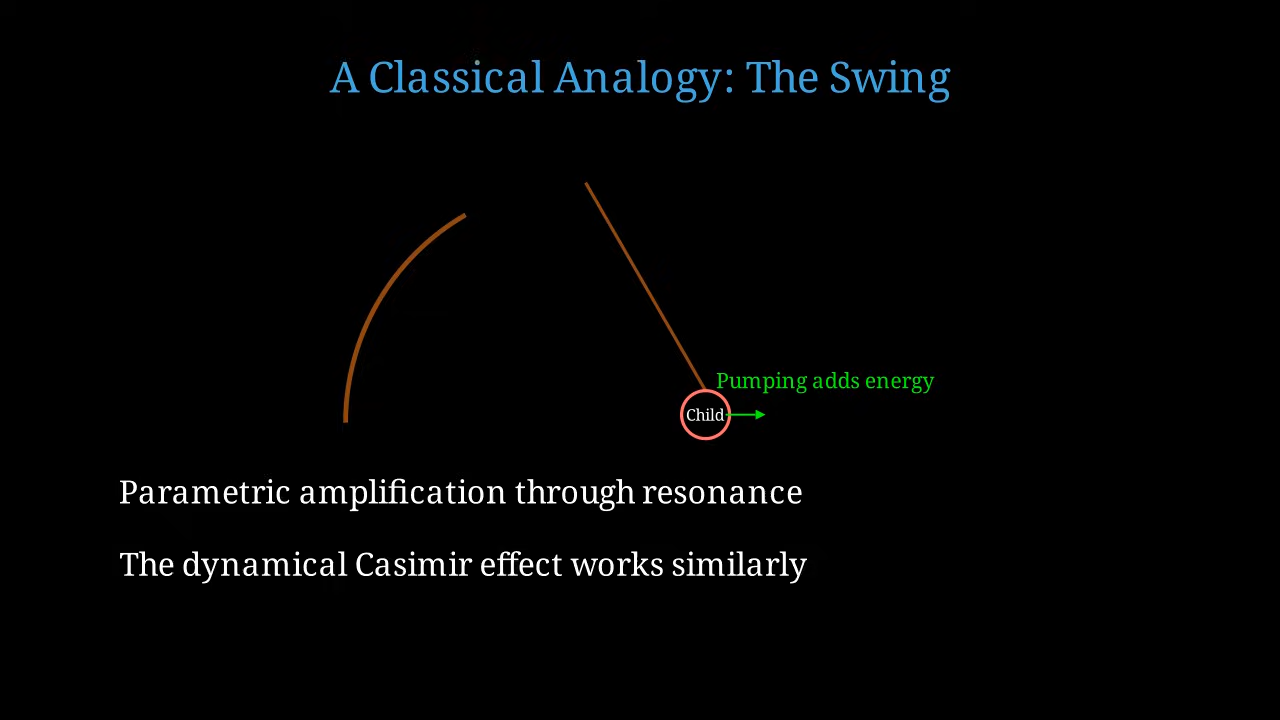 A Classical Analogy: The Swing
Pumping adds energy
Child
Parametric amplification through resonance
The dynamical Casimir effect works similarly